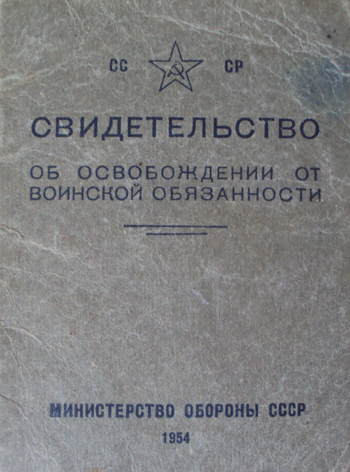 СС СР
СВИДЕТЕЛЬСТВО
ОБ ОСВОБОЖДЕНИИ ОТ
ВОИНСКОЙ ОБЯЗАННОСТИ
МИНИСТЕРСТВО ОБОРОНЫ СССР
1954